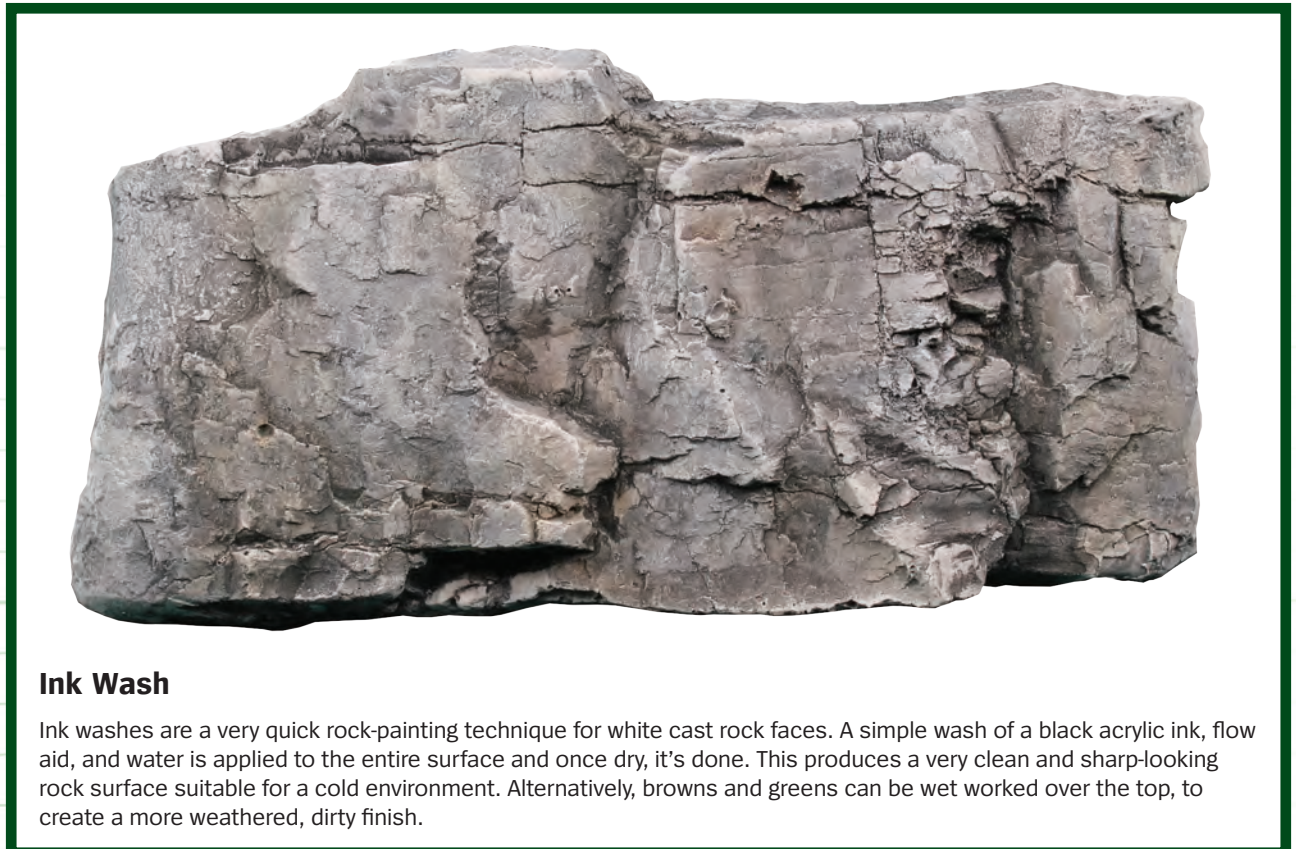 Ink Wash
Ink washes are a very quick rock-painting technique for white cast rock faces. A simple wash of a black acrylic ink, flow
aid, and water is applied to the entire surface and once dry, it’s done. This produces a very clean and sharp-looking
rock surface suitable for a cold environment. Alternatively, browns and greens can be wet worked over the top, to
create a more weathered, dirty finish.